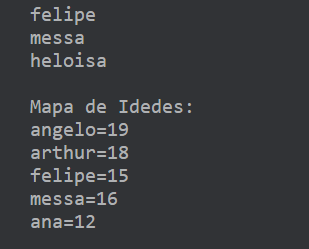 felipe
messa
heloisa

Mapa de Idedes:
angelo=19
arthur=18
felipe=15
messa=16
ana=12